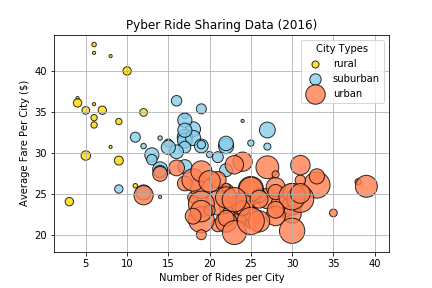 Pyber Ride Sharing Data (2016)
City Types
rural
suburban
urban
Average Fare Per City ($)
40
35
30
25
20
5
10
15
20
25
30
35
40
Number of Rides per City